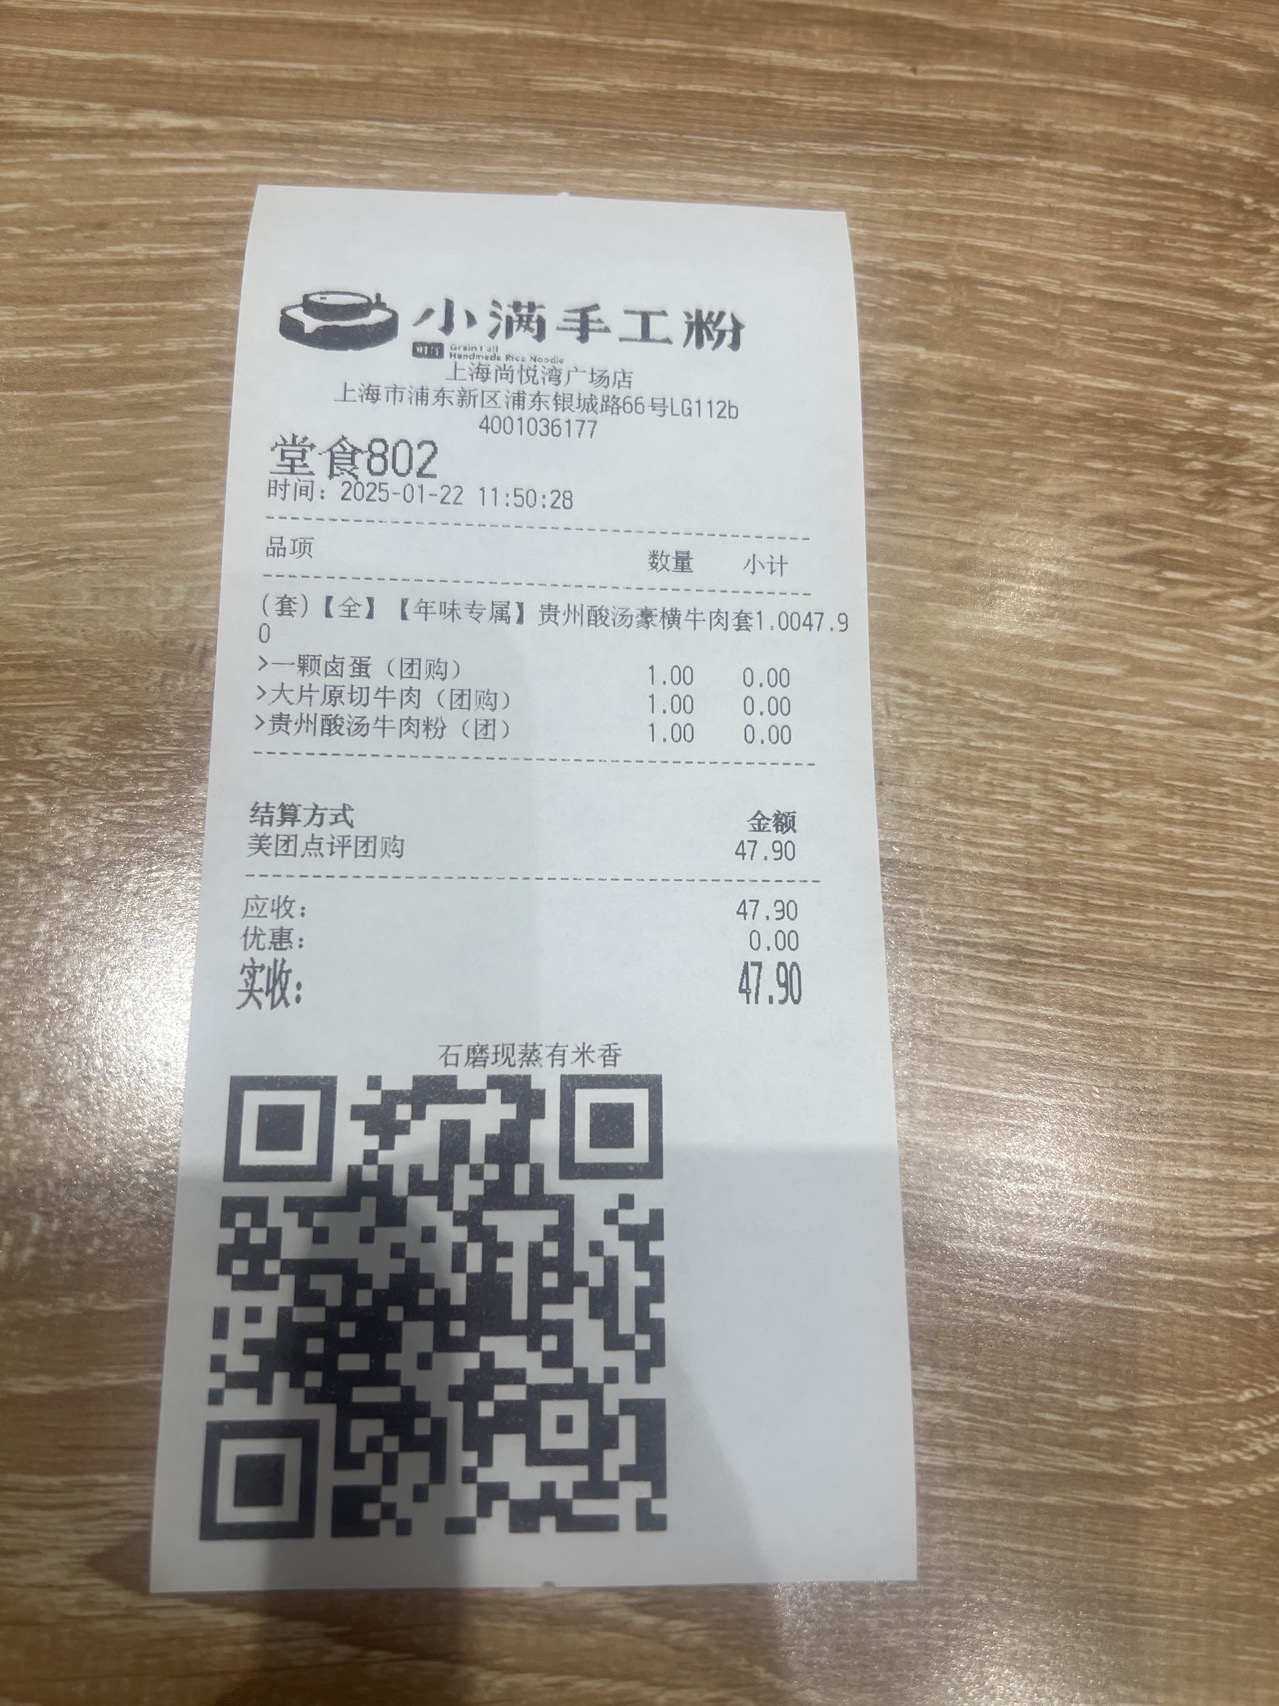 小满手工粉
Grain Full
Handmade Rice Noodle
上海尚悦湾广场店
上海市浦东新区浦东银城路66号LG112b
4001036177
堂食802
时间：2025-01-22 11:50:28
品项 数量 小计
(套)【全】【年味专属】贵州酸汤豪横牛肉套1.0047.9
0
>一颗卤蛋（团购） 1.00 0.00
>大片原切牛肉（团购） 1.00 0.00
>贵州酸汤牛肉粉（团） 1.00 0.00
结算方式 金额
美团点评团购 47.90
应收： 47.90
优惠： 0.00
实收： 47.90
石磨现蒸有米香